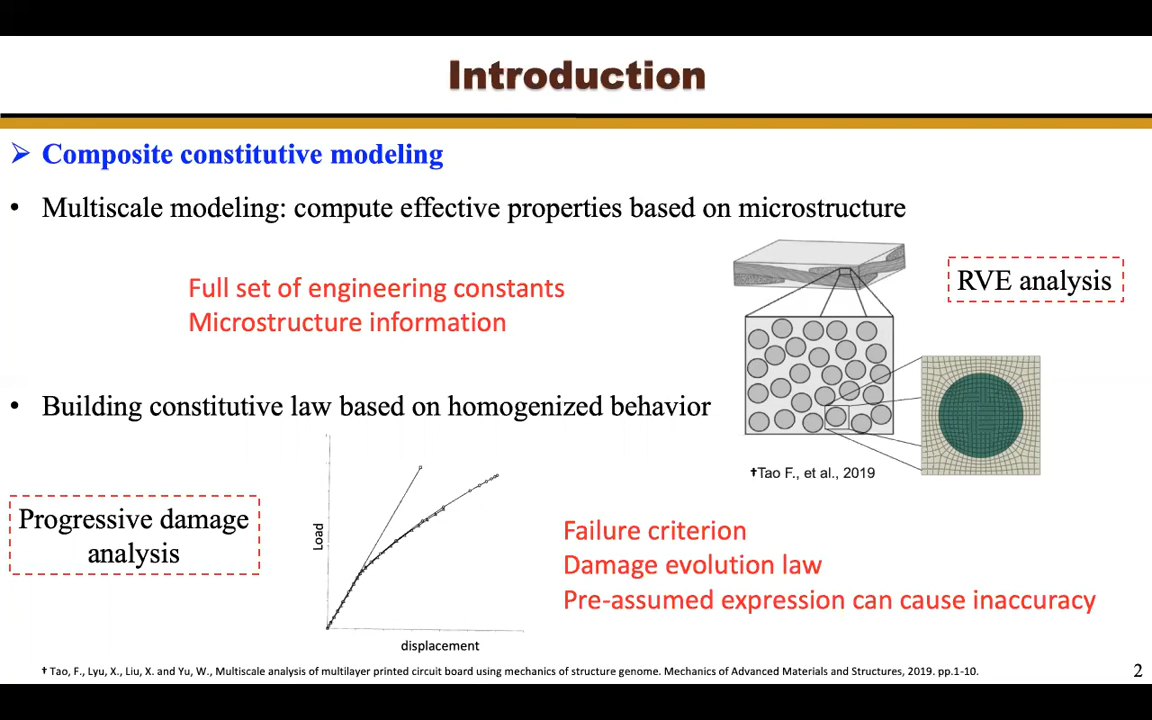 Introduction
➢ Composite constitutive modeling
• Multiscale modeling: compute effective properties based on microstructure
Full set of engineering constants
Microstructure information
RVE analysis
• Building constitutive law based on homogenized behavior
✝Tao F., et al., 2019
Progressive damage
analysis
Load
displacement
Failure criterion
Damage evolution law
Pre-assumed expression can cause inaccuracy
✝ Tao, F., Lyu, X., Liu, X. and Yu, W., Multiscale analysis of multilayer printed circuit board using mechanics of structure genome. Mechanics of Advanced Materials and Structures, 2019. pp.1-10.
2